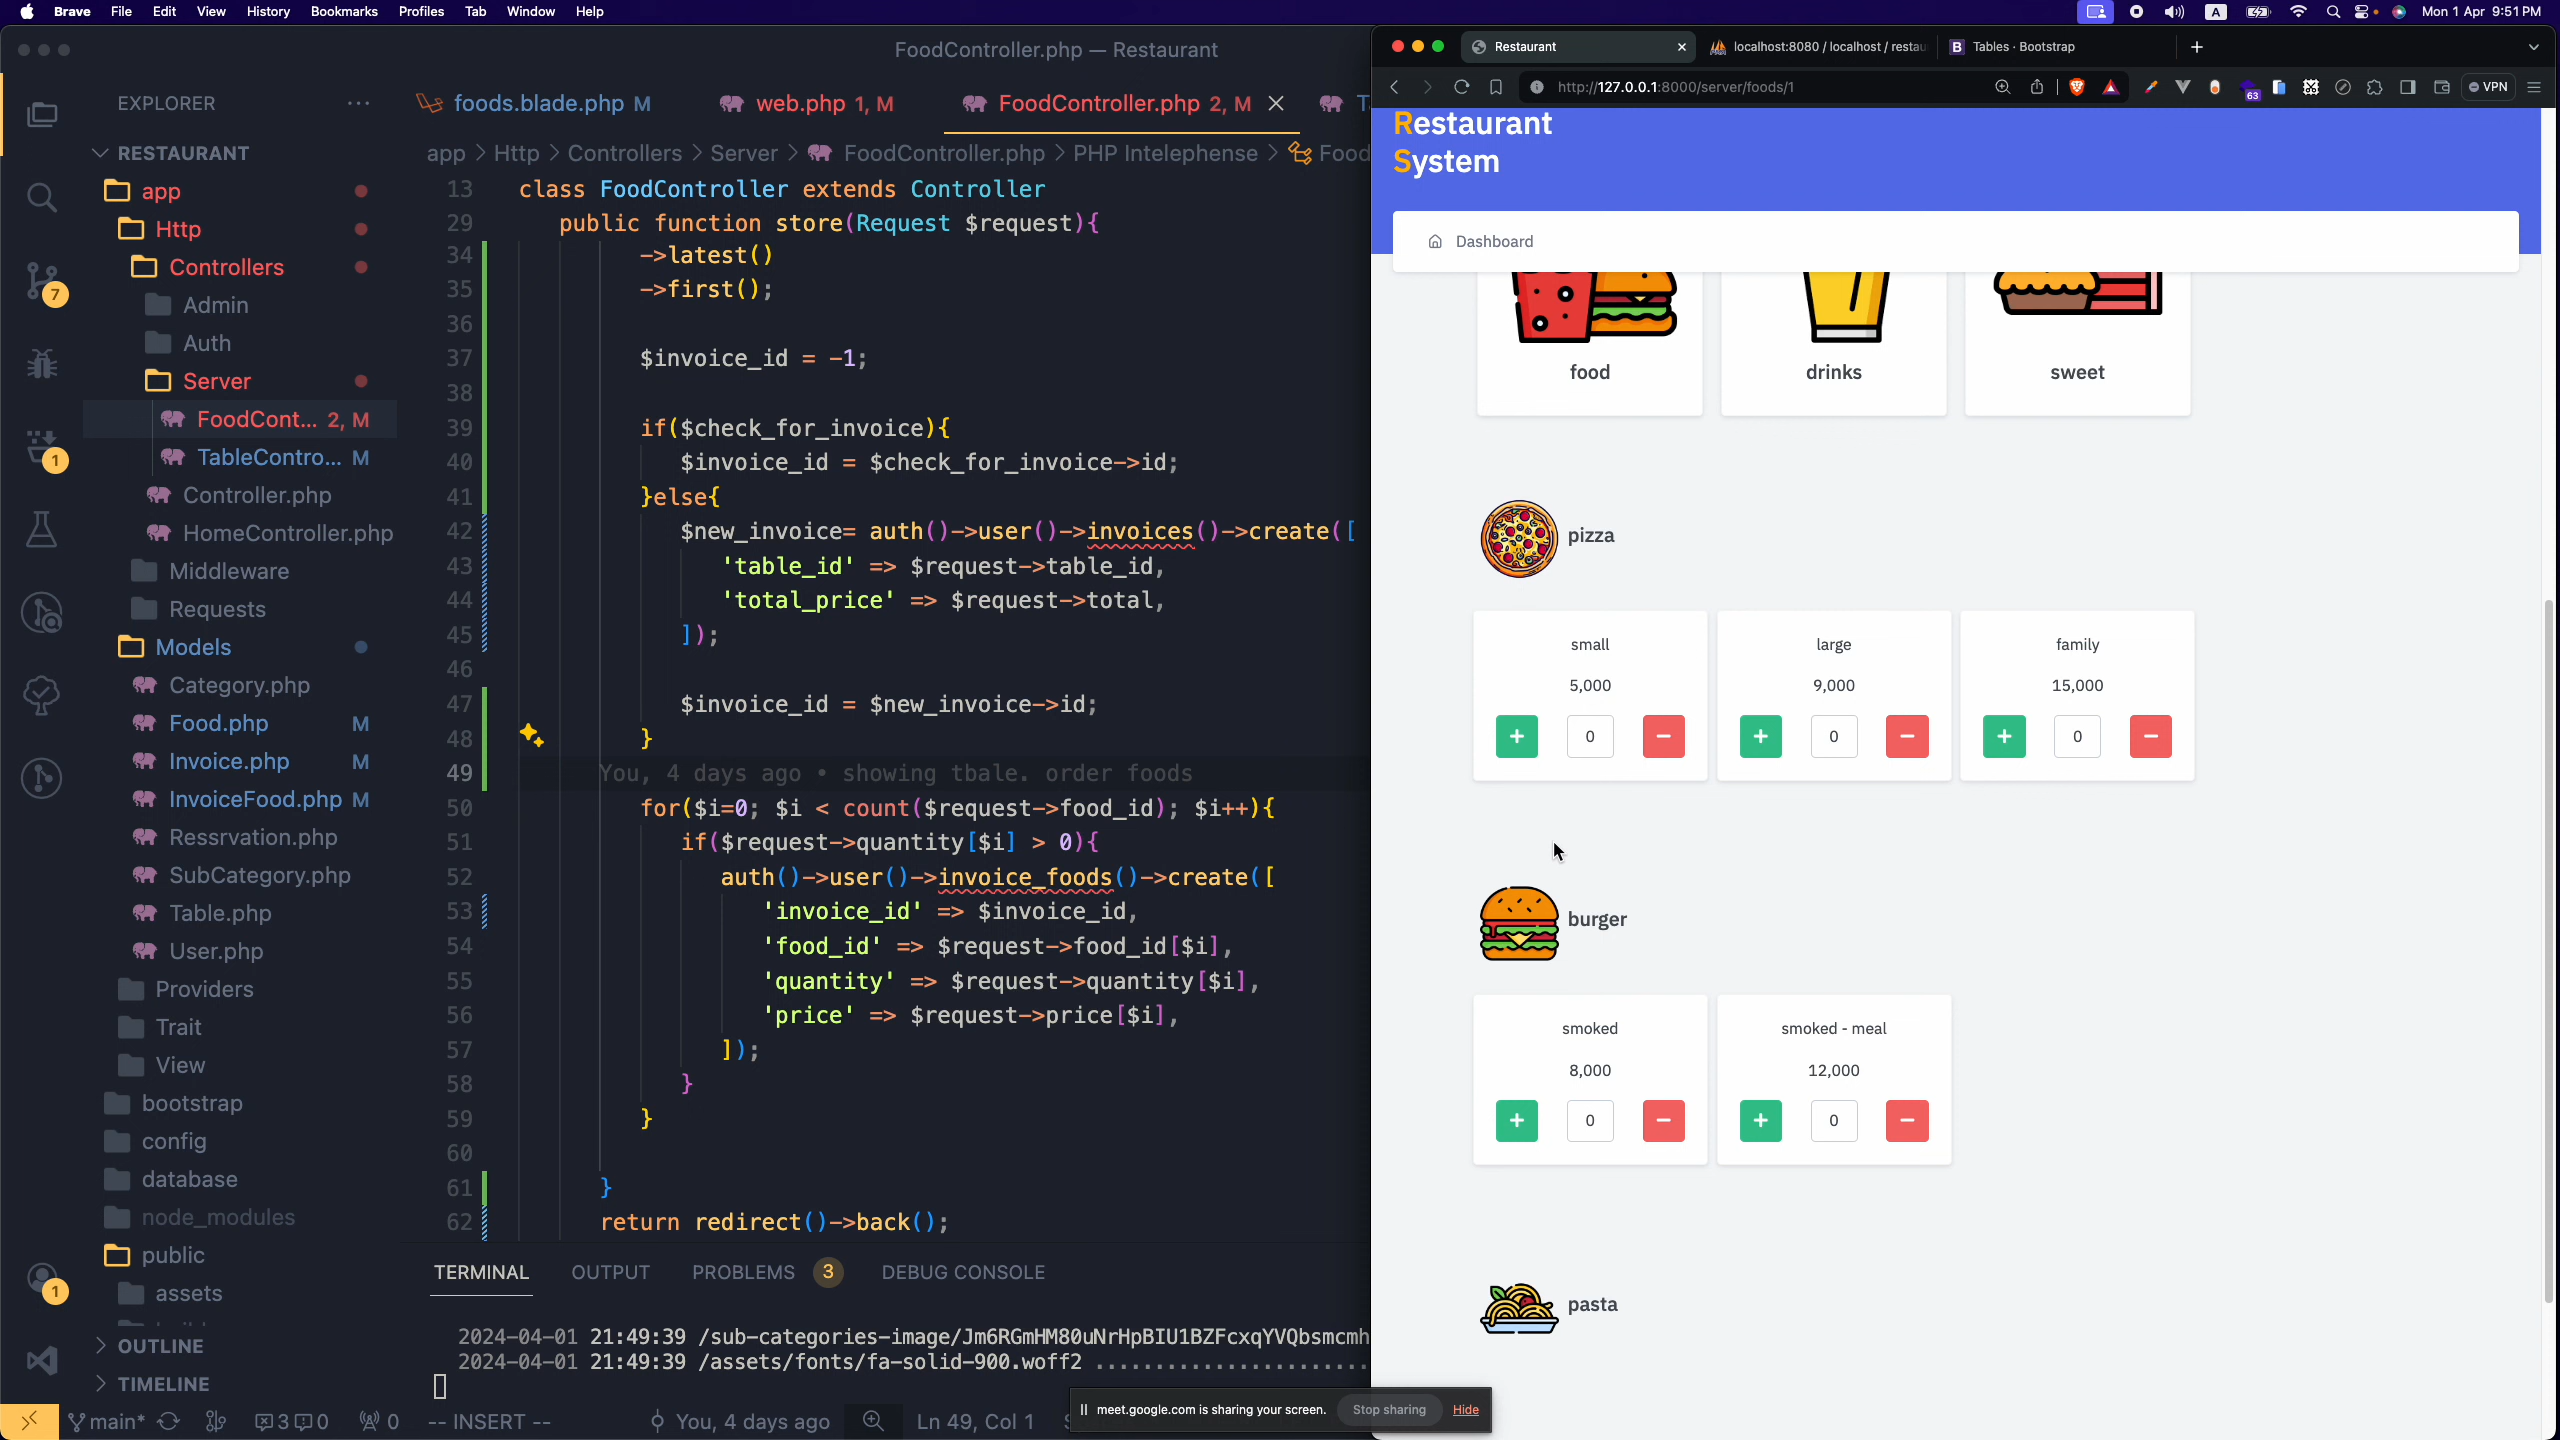 Brave File Edit View History Bookmarks Profiles Tab Window Help
A Mon 1 Apr 9:51 PM
FoodController.php — Restaurant
EXPLORER ···
RESTAURANT
app
Http
Controllers
Admin
Auth
Server
FoodCont... 2, M
TableContro... M
Controller.php
HomeController.php
Middleware
Requests
Models
Category.php
Food.php M
Invoice.php M
InvoiceFood.php M
Ressrvation.php
SubCategory.php
Table.php
User.php
Providers
Trait
View
bootstrap
config
database
node_modules
public
assets
OUTLINE
TIMELINE
7
1
1
foods.blade.php M web.php 1, M FoodController.php 2, M
app > Http > Controllers > Server > FoodController.php > PHP Intelephense > Food
13 class FoodController extends Controller
29 public function store(Request $request){
34 ->latest()
35 ->first();
36
37 $invoice_id = -1;
38
39 if($check_for_invoice){
40 $invoice_id = $check_for_invoice->id;
41 }else{
42 $new_invoice= auth()->user()->invoices()->create([
43 'table_id' => $request->table_id,
44 'total_price' => $request->total,
45 ]);
46
47 $invoice_id = $new_invoice->id;
48 }
49 You, 4 days ago • showing tbale. order foods
50 for($i=0; $i < count($request->food_id); $i++){
51 if($request->quantity[$i] > 0){
52 auth()->user()->invoice_foods()->create([
53 'invoice_id' => $invoice_id,
54 'food_id' => $request->food_id[$i],
55 'quantity' => $request->quantity[$i],
56 'price' => $request->price[$i],
57 ]);
58 }
59 }
60
61 }
62 return redirect()->back();
TERMINAL OUTPUT PROBLEMS 3 DEBUG CONSOLE
2024-04-01 21:49:39 /sub-categories-image/Jm6RGmHM80uNrHpBIU1BZFcxqYVQbsmcmh
2024-04-01 21:49:39 /assets/fonts/fa-solid-900.woff2 ......................
main* 3 0 0 -- INSERT -- You, 4 days ago Ln 49, Col 1
meet.google.com is sharing your screen. Stop sharing Hide
Restaurant localhost:8080 / localhost / restau B Tables · Bootstrap
http://127.0.0.1:8000/server/foods/1 63 VPN
Restaurant
System
Dashboard
food drinks sweet
pizza
small large family
5,000 9,000 15,000
+ 0 − + 0 − + 0 −
burger
smoked smoked - meal
8,000 12,000
+ 0 − + 0 −
pasta